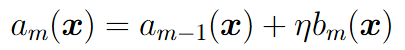 a_m(𝒙) = a_{m−1}(𝒙) + ηb_m(𝒙)